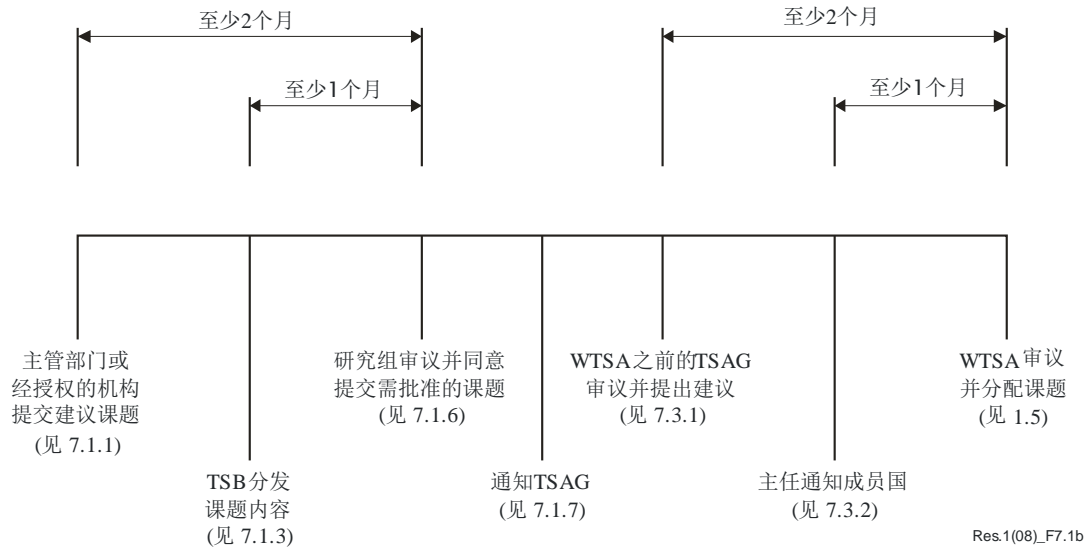 至少2个月
至少2个月
至少1个月
至少1个月
主管部门或
经授权的机构
提交建议课题
(见 7.1.1)
研究组审议并同意
提交需批准的课题
(见 7.1.6)
WTSA之前的TSAG
审议并提出建议
(见 7.3.1)
WTSA审议
并分配课题
(见 1.5)
TSB分发
课题内容
(见 7.1.3)
通知TSAG
(见 7.1.7)
主任通知成员国
(见 7.3.2)
Res.1(08)_F7.1b